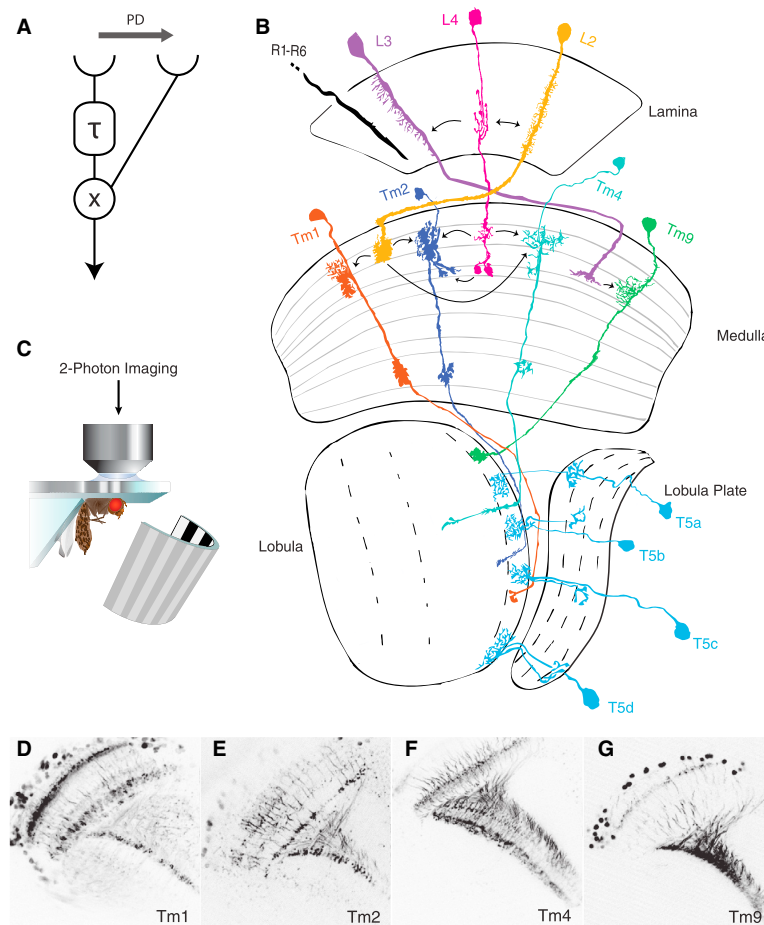 A
PD
τ
x
B
R1-R6
L3
L4
L2
Lamina
Tm1
Tm2
Tm4
Tm9
Medulla
C
2-Photon Imaging
Lobula
Lobula Plate
T5a
T5b
T5c
T5d
D
Tm1
E
Tm2
F
Tm4
G
Tm9